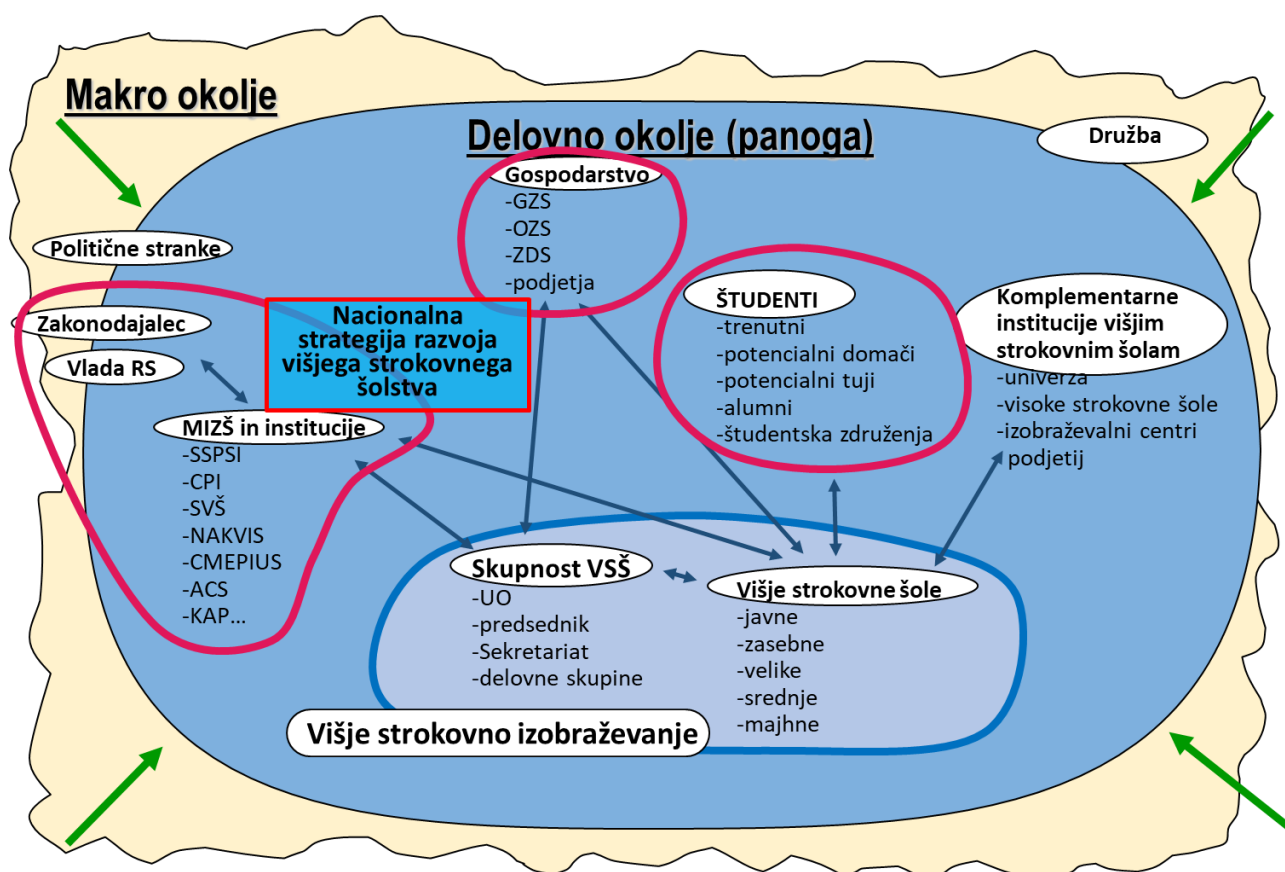 Makro okolje
Delovno okolje (panoga)
Družba
Gospodarstvo
-GZS
-OZS
-ZDS
-podjetja
Politične stranke
Zakonodajalec
Vlada RS
Nacionalna
strategija razvoja
višjega strokovnega
šolstva
MIZŠ in institucije
-SSPSI
-CPI
-SVŠ
-NAKVIS
-CMEPIUS
-ACS
-KAP...
ŠTUDENTI
-trenutni
-potencialni domači
-potencialni tuji
-alumni
-študentska združenja
Komplementarne
institucije višjim
strokovnim šolam
-univerza
-visoke strokovne šole
-izobraževalni centri
podjetij
Skupnost VSŠ
-UO
-predsednik
-Sekretariat
-delovne skupine
Višje strokovne šole
-javne
-zasebne
-velike
-srednje
-majhne
Višje strokovno izobraževanje